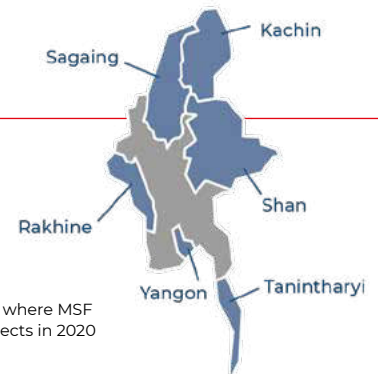 Kachin
Sagaing
Shan
Rakhine
Yangon
Tanintharyi
where MSF
ects in 2020